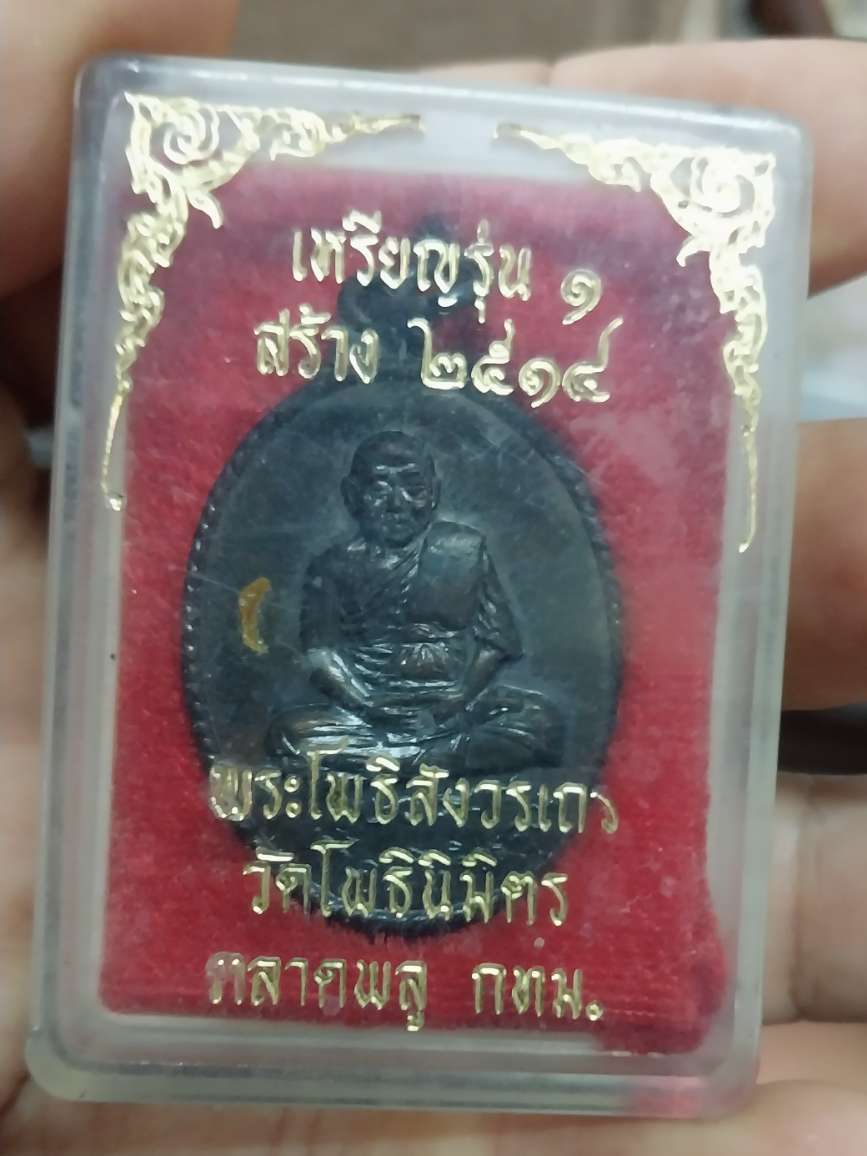 เหรียญรุ่น ๑
สร้าง ๒๕๑๔
พระโพธิสังวรเถร
วัดโพธินิมิตร
ตลาดพลู กทม.